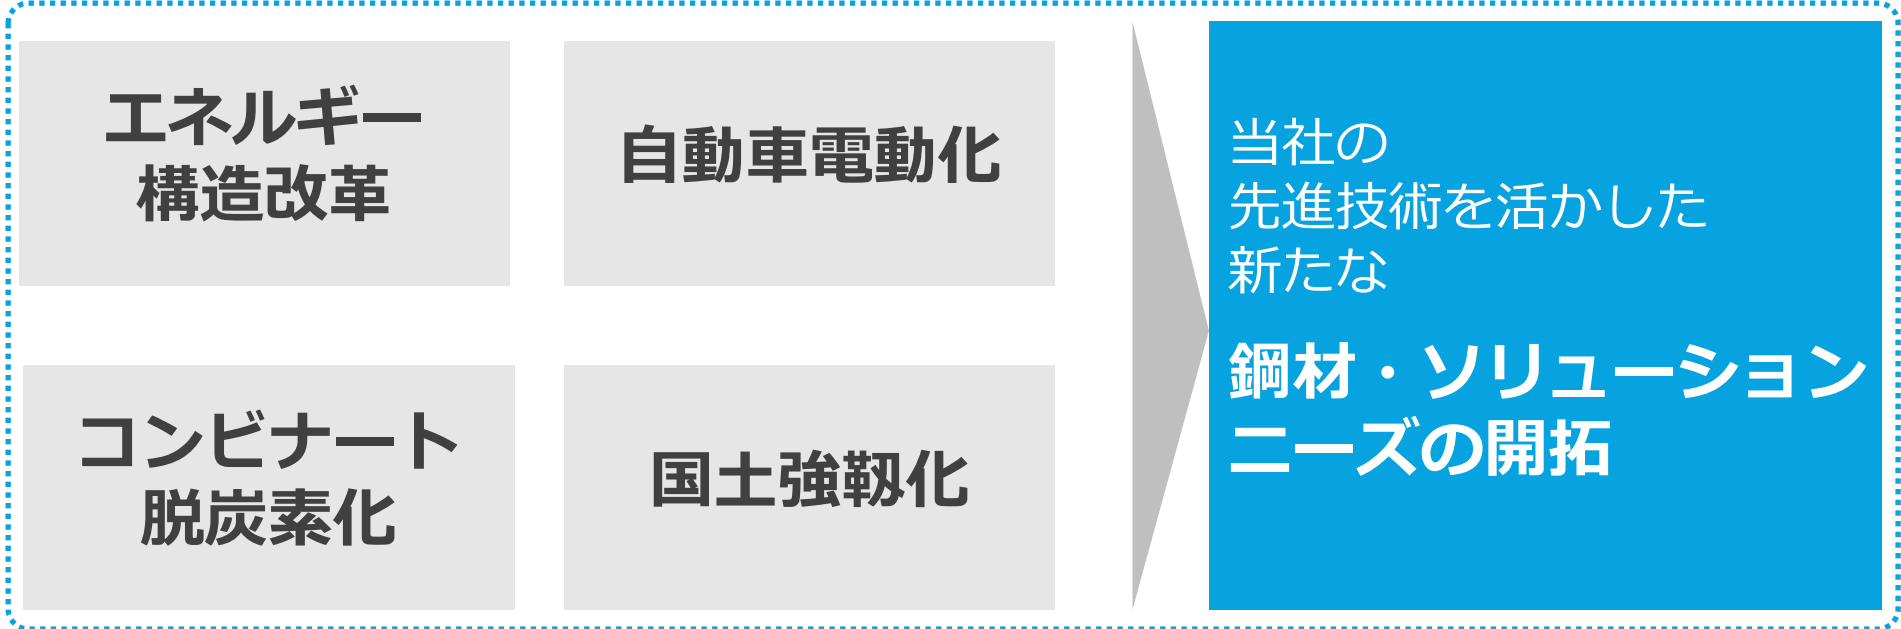 エネルギー
構造改革
自動車電動化
コンビナート
脱炭素化
国土強靱化
当社の
先進技術を活かした
新たな
鋼材・ソリューション
ニーズの開拓